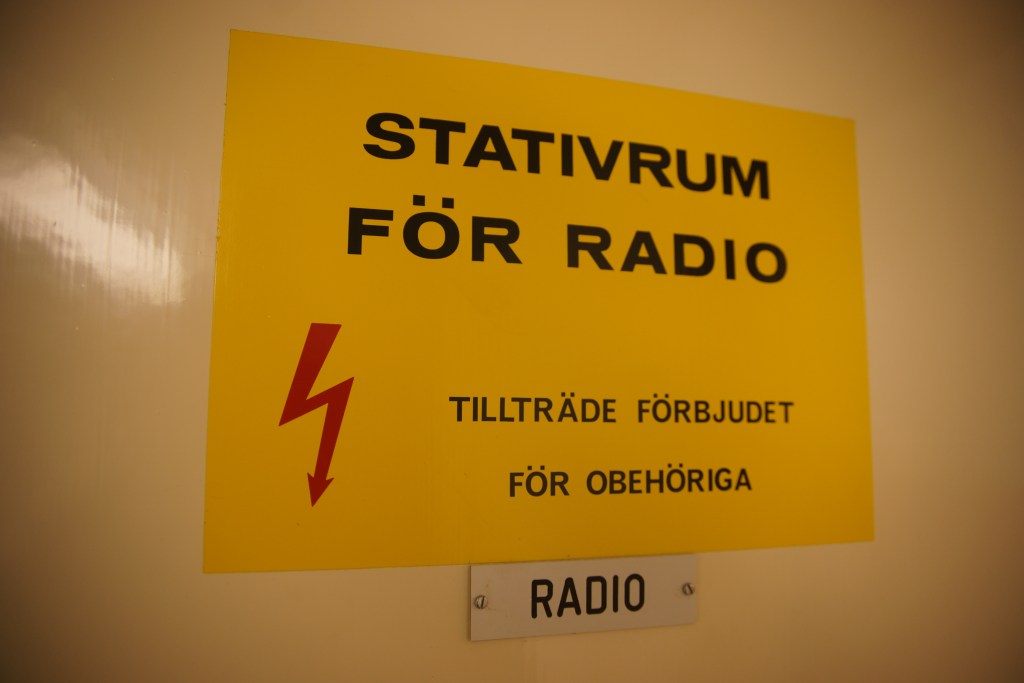 STATIVRUM
FÖR RADIO
TILLTRÄDE FÖRBJUDET
FÖR OBEHÖRIGA
RADIO